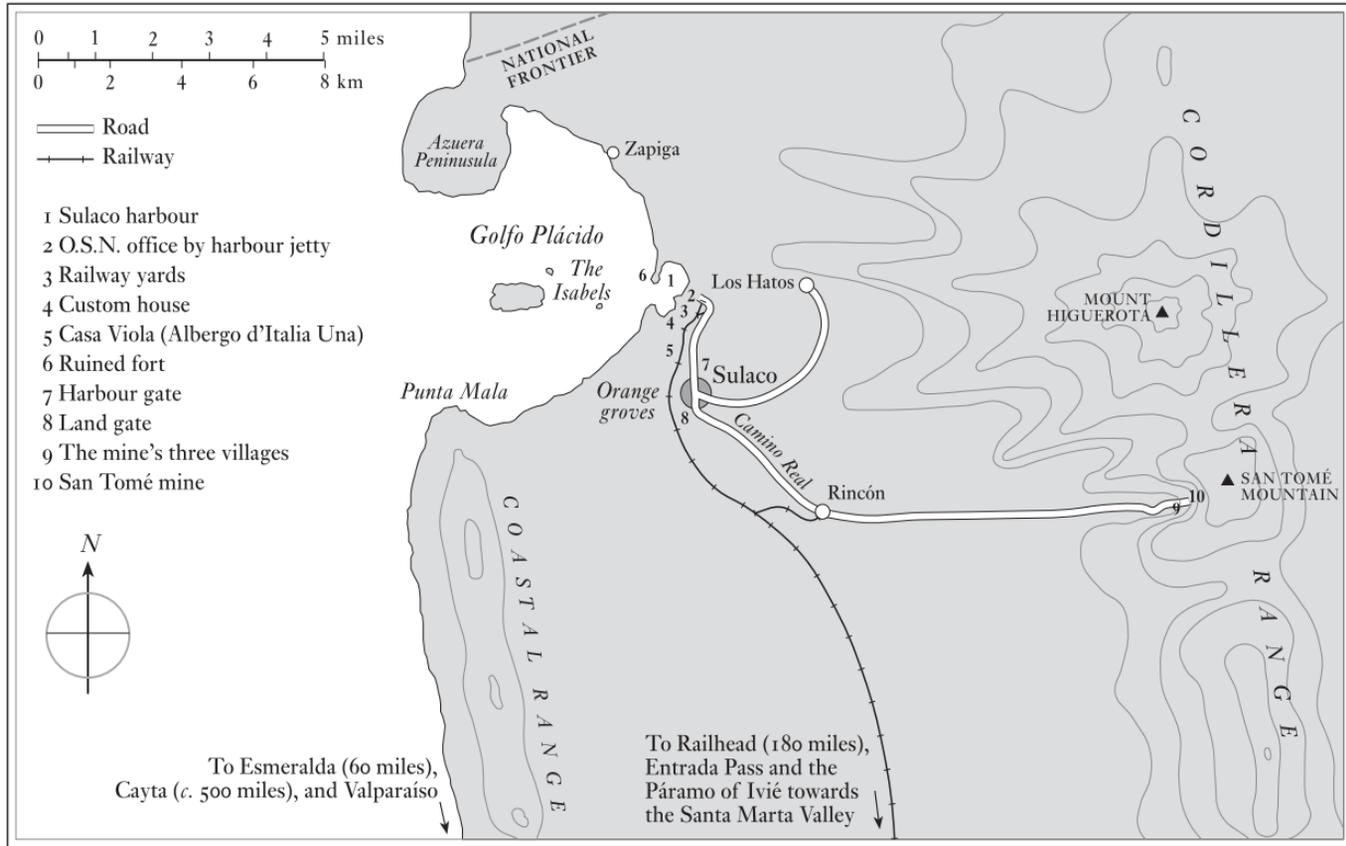 0 1 2 3 4 5 miles
0 2 4 6 8 km
Road
Railway
1 Sulaco harbour
2 O.S.N. office by harbour jetty
3 Railway yards
4 Custom house
5 Casa Viola (Albergo d'Italia Una)
6 Ruined fort
7 Harbour gate
8 Land gate
9 The mine's three villages
10 San Tomé mine
N
NATIONAL
FRONTIER
Azuera
Peninusula
Zapiga
Golfo Plácido
The
Isabels
6
1
2
3
4
5
7
8
Los Hatos
Sulaco
Orange
groves
Punta Mala
Camino Real
Rincón
MOUNT
HIGUEROTA
CORDILLERA RANGE
SAN TOMÉ
MOUNTAIN
10
9
COASTAL RANGE
To Esmeralda (60 miles),
Cayta (c. 500 miles), and Valparaíso
To Railhead (180 miles),
Entrada Pass and the
Páramo of Ivié towards
the Santa Marta Valley